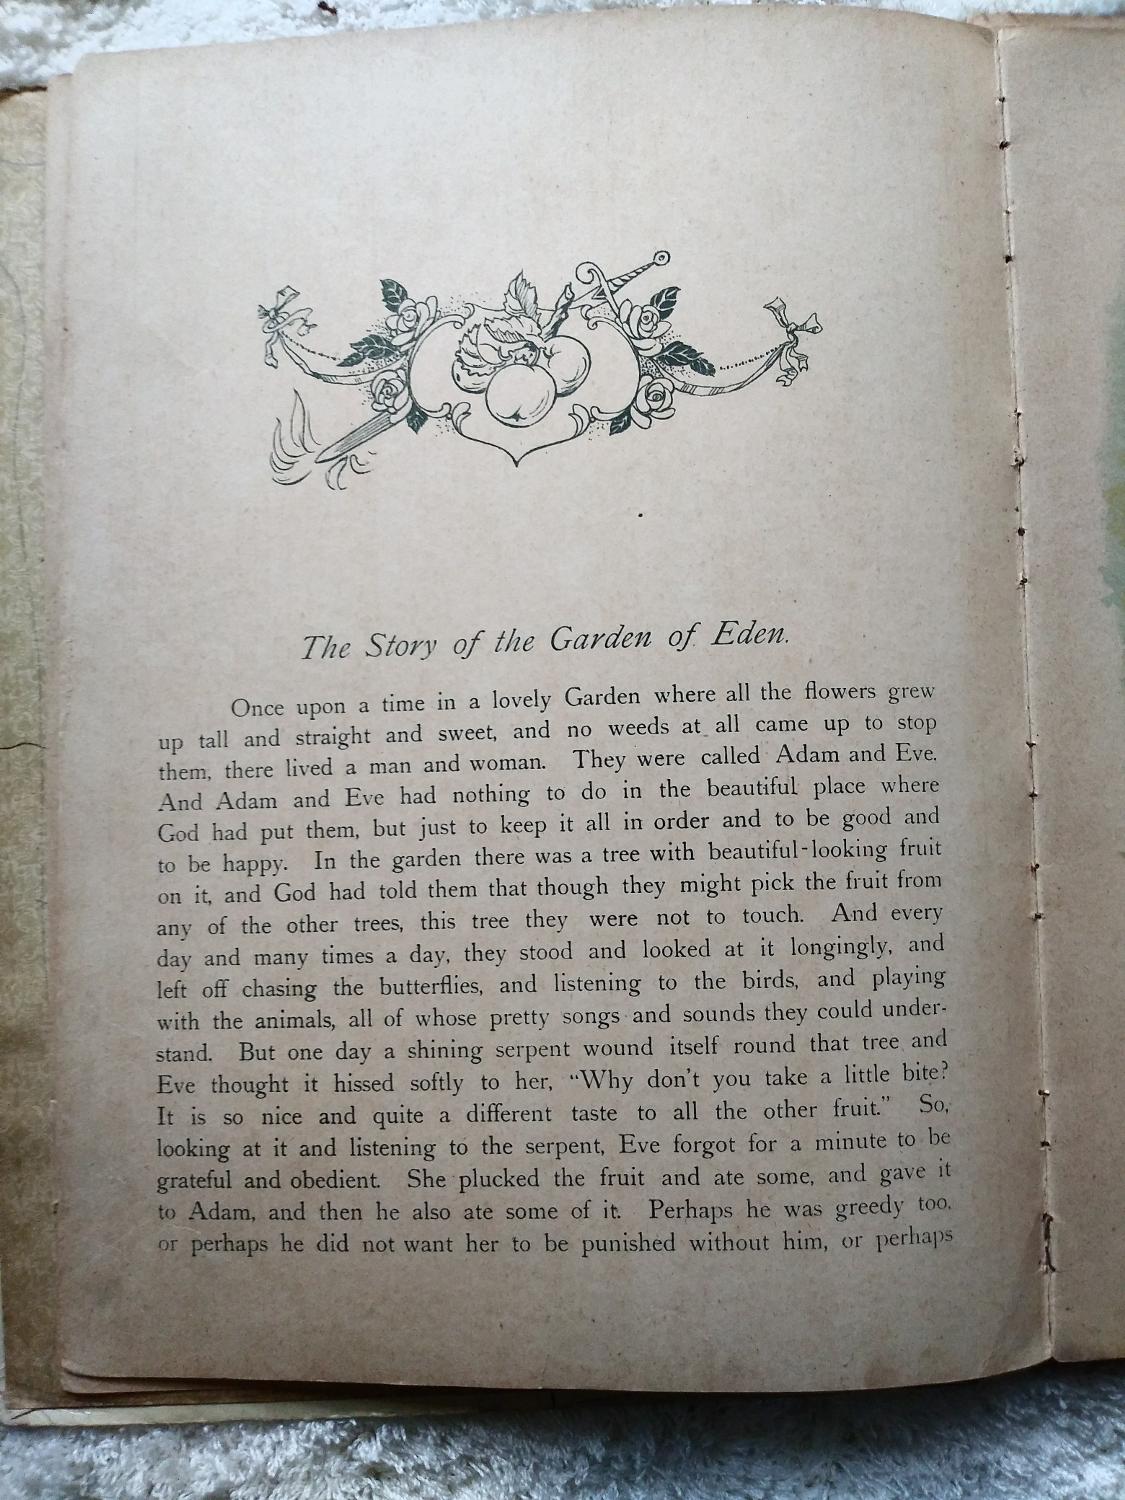 The Story of the Garden of Eden.
Once upon a time in a lovely Garden where all the flowers grew
up tall and straight and sweet, and no weeds at all came up to stop
them, there lived a man and woman. They were called Adam and Eve.
And Adam and Eve had nothing to do in the beautiful place where
God had put them, but just to keep it all in order and to be good and
to be happy. In the garden there was a tree with beautiful-looking fruit
on it, and God had told them that though they might pick the fruit from
any of the other trees, this tree they were not to touch. And every
day and many times a day, they stood and looked at it longingly, and
left off chasing the butterflies, and listening to the birds, and playing
with the animals, all of whose pretty songs and sounds they could under-
stand. But one day a shining serpent wound itself round that tree and
Eve thought it hissed softly to her, “Why don't you take a little bite?
It is so nice and quite a different taste to all the other fruit.” So,
looking at it and listening to the serpent, Eve forgot for a minute to be
grateful and obedient. She plucked the fruit and ate some, and gave it
to Adam, and then he also ate some of it. Perhaps he was greedy too,
or perhaps he did not want her to be punished without him, or perhaps